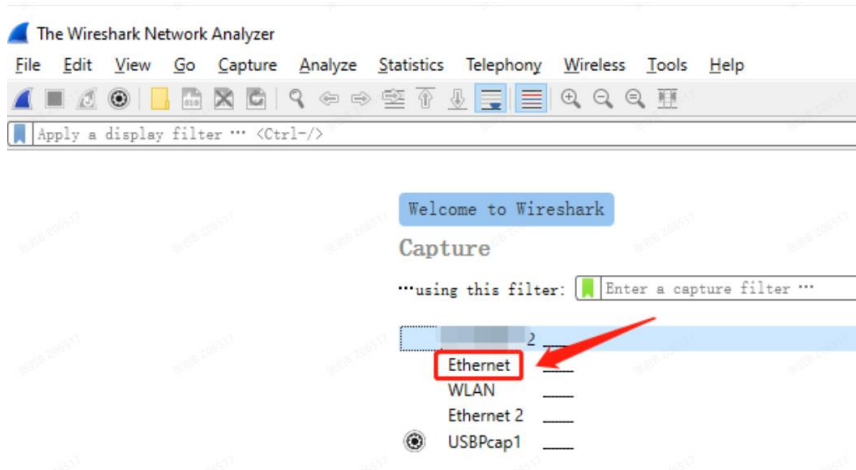 The Wireshark Network Analyzer
File Edit View Go Capture Analyze Statistics Telephony Wireless Tools Help
Apply a display filter … <Ctrl-/>
Welcome to Wireshark
Capture
…using this filter: Enter a capture filter …
2
Ethernet
WLAN
Ethernet 2
USBPcap1